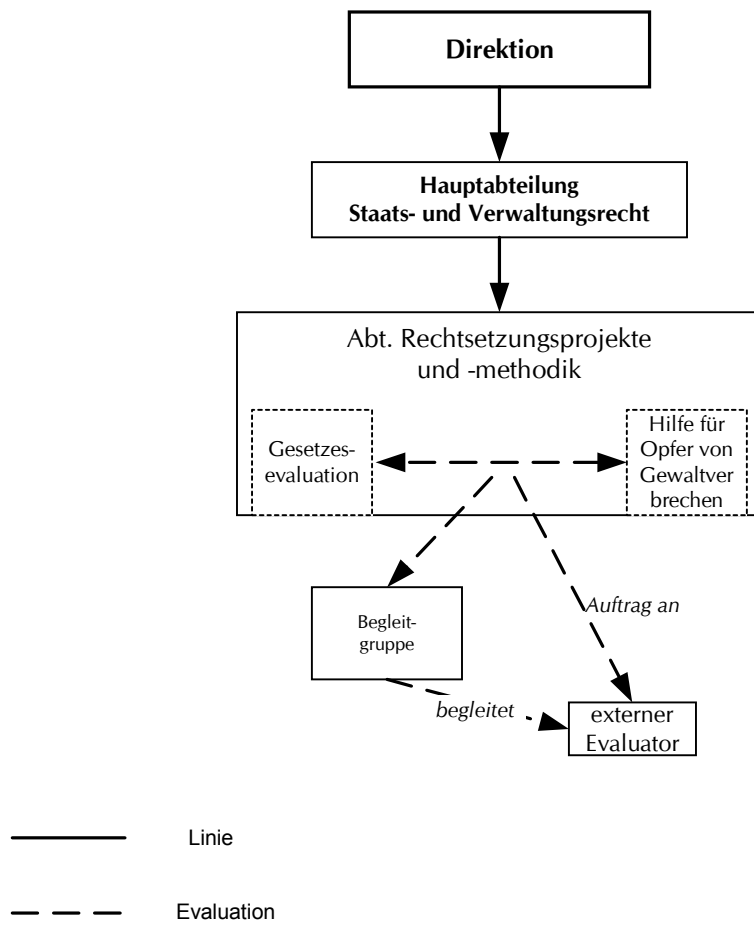 Direktion
Hauptabteilung
Staats- und Verwaltungsrecht
Abt. Rechtsetzungsprojekte
und -methodik
Gesetzes-
evaluation
Hilfe für
Opfer von
Gewaltver
brechen
Begleit-
gruppe
Auftrag an
begleitet
externer
Evaluator
Linie
Evaluation